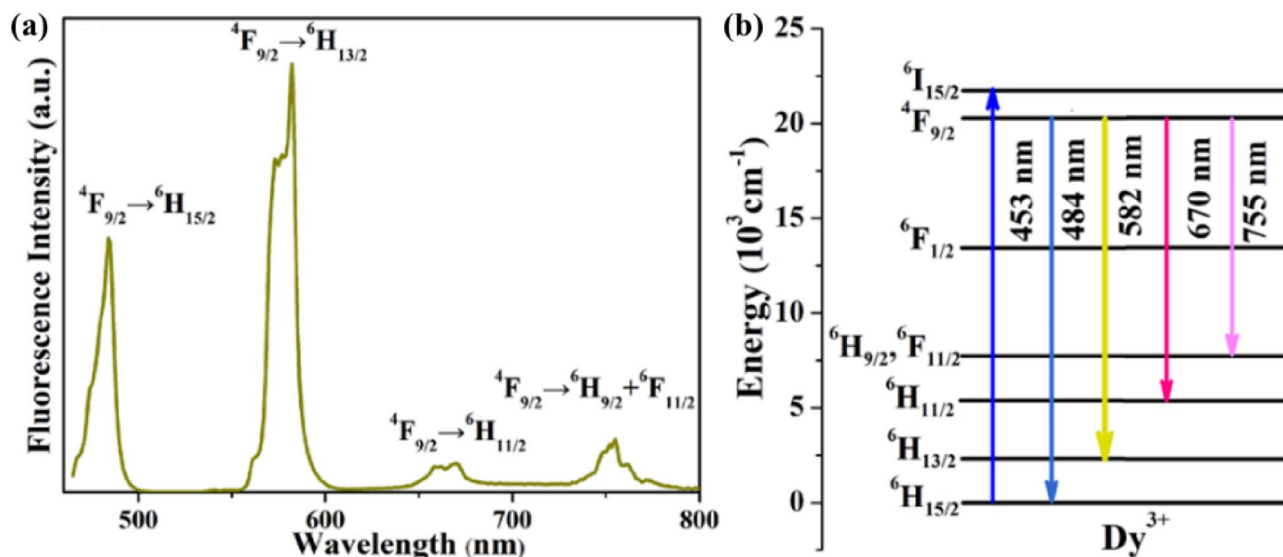 (a)
⁴F₉/₂→⁶H₁₃/₂
⁴F₉/₂→⁶H₁₅/₂
⁴F₉/₂→⁶H₉/₂+⁶F₁₁/₂
⁴F₉/₂→⁶H₁₁/₂
Fluorescence Intensity (a.u.)
500 600 700 800
Wavelength (nm)
(b)
Energy (10³ cm⁻¹)
25
20
15
10
5
0
⁶I₁₅/₂
⁴F₉/₂
⁶F₁/₂
⁶H₉/₂,⁶F₁₁/₂
⁶H₁₁/₂
⁶H₁₃/₂
⁶H₁₅/₂
453 nm
484 nm
582 nm
670 nm
755 nm
Dy³⁺